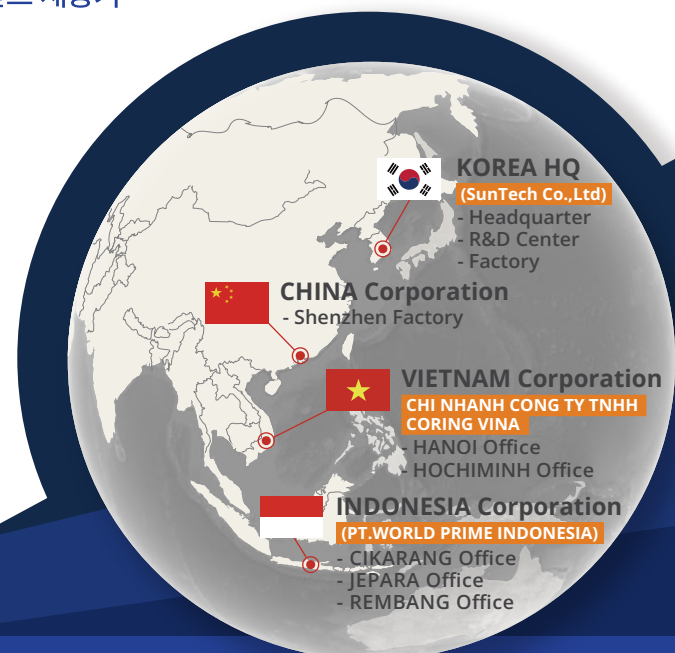 KOREA HQ
(SunTech Co.,Ltd)
- Headquarter
- R&D Center
- Factory
CHINA Corporation
- Shenzhen Factory
VIETNAM Corporation
CHI NHANH CONG TY TNHH
CORING VINA
- HANOI Office
- HOCHIMINH Office
INDONESIA Corporation
(PT.WORLD PRIME INDONESIA)
- CIKARANG Office
- JEPARA Office
- REMBANG Office